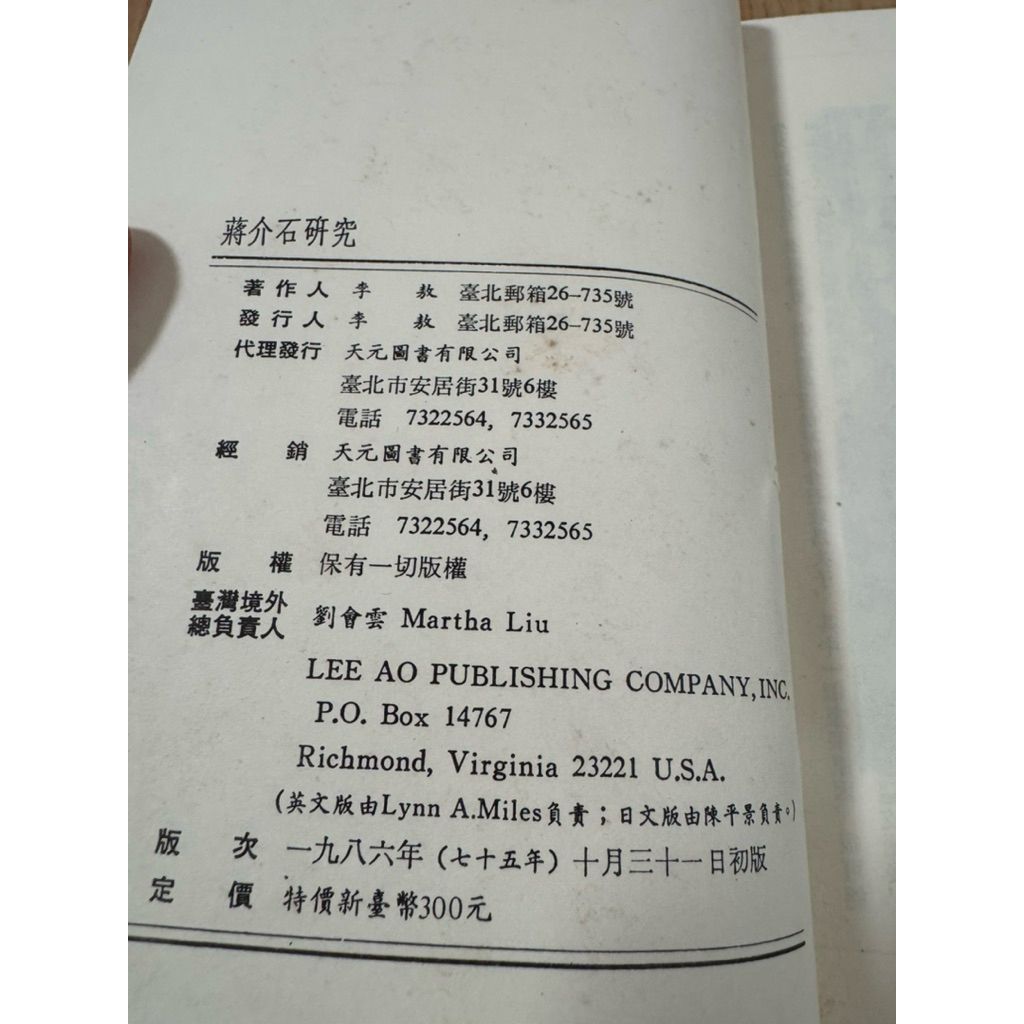 蔣介石研究
著作人 李敖 臺北郵箱26-735號
發行人 李敖 臺北郵箱26-735號
代理發行 天元圖書有限公司
臺北市安居街31號6樓
電話 7322564, 7332565
經銷 天元圖書有限公司
臺北市安居街31號6樓
電話 7322564, 7332565
版權 保有一切版權
臺灣境外
總負責人 劉會雲 Martha Liu
LEE AO PUBLISHING COMPANY, INC.
P.O. Box 14767
Richmond, Virginia 23221 U.S.A.
(英文版由Lynn A.Miles負責；日文版由陳平景負責。)
版次 一九八六年(七十五年)十月三十一日初版
定價 特價新臺幣300元